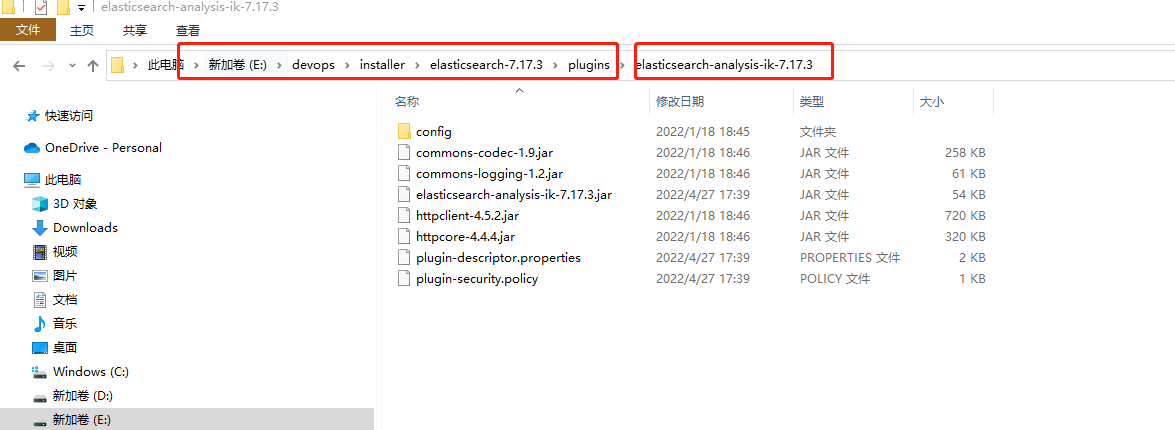 elasticsearch-analysis-ik-7.17.3
文件 主页 共享 查看
此电脑 新加卷 (E:) devops installer elasticsearch-7.17.3 plugins elasticsearch-analysis-ik-7.17.3
名称 修改日期 类型 大小
快速访问
OneDrive - Personal
此电脑
3D 对象
Downloads
视频
图片
文档
音乐
桌面
Windows (C:)
新加卷 (D:)
新加卷 (E:)
config 2022/1/18 18:45 文件夹
commons-codec-1.9.jar 2022/1/18 18:46 JAR 文件 258 KB
commons-logging-1.2.jar 2022/1/18 18:46 JAR 文件 61 KB
elasticsearch-analysis-ik-7.17.3.jar 2022/4/27 17:39 JAR 文件 54 KB
httpclient-4.5.2.jar 2022/1/18 18:46 JAR 文件 720 KB
httpcore-4.4.4.jar 2022/1/18 18:46 JAR 文件 320 KB
plugin-descriptor.properties 2022/4/27 17:39 PROPERTIES 文件 2 KB
plugin-security.policy 2022/4/27 17:39 POLICY 文件 1 KB